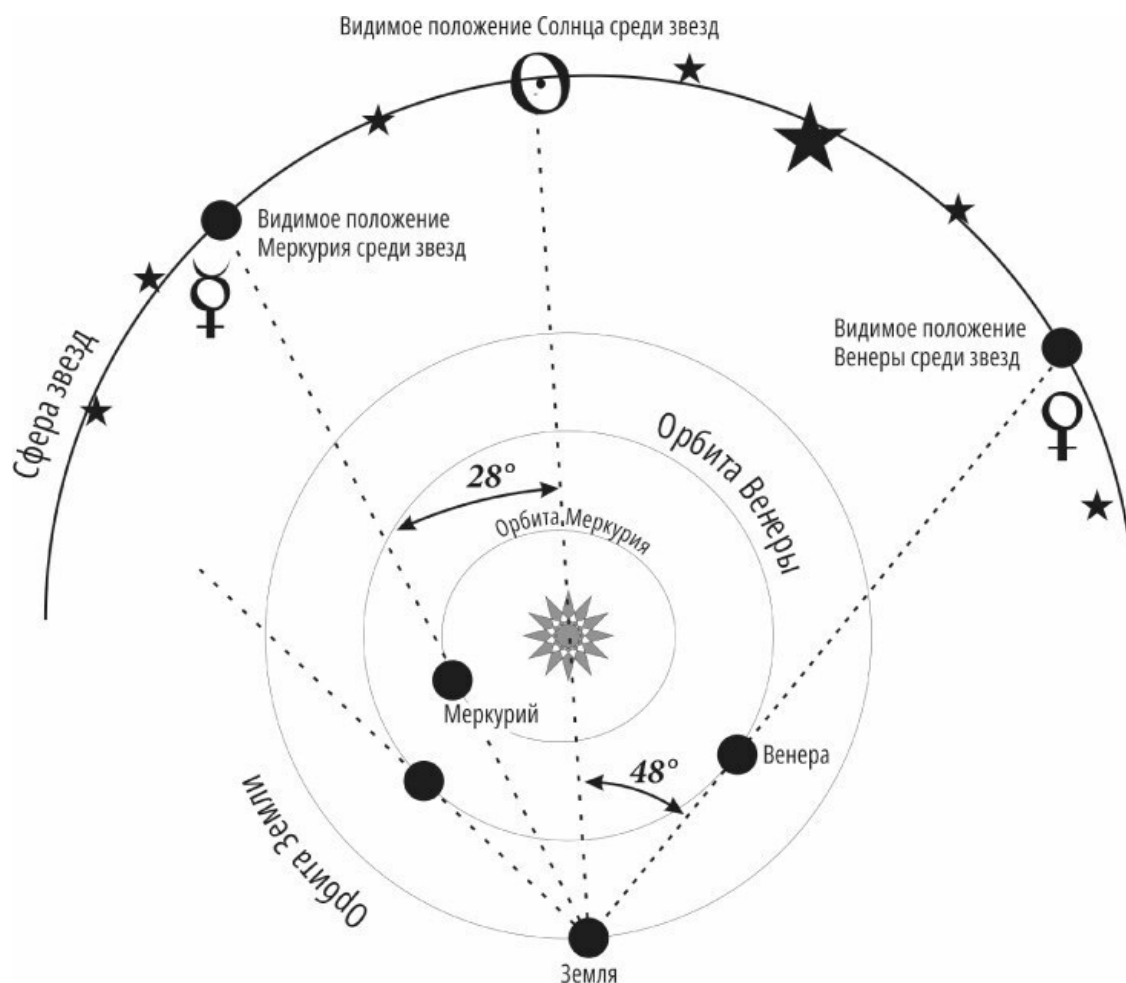 Видимое положение Солнца среди звезд
Видимое положение
Меркурия среди звезд
Видимое положение
Венеры среди звезд
Сфера звезд
Орбита Венеры
28°
Орбита Меркурия
Меркурий
48°
Венера
Орбита Земли
Земля